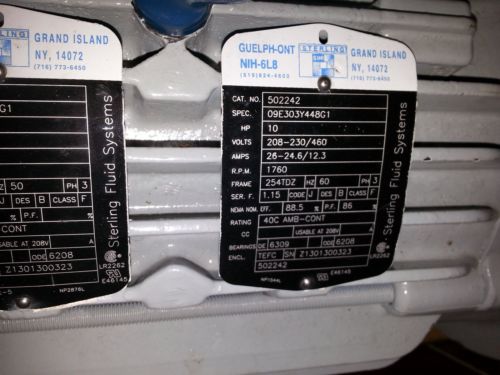 GRAND ISLAND
NY, 14072
(716) 773-6450
G1
Z 50 PH 3
J DES B CLASS F
% P.F. %
CONT
USABLE AT 208V A
ODE 6208
Z1301300323
LR2262
E46145
NP2876L
Sterling Fluid Systems
GUELPH-ONT
NIH-6L8
(519) 824-4600
STERLING
SIHI
GRAND ISLAND
NY, 14072
(716) 773-6450
CAT. NO. 502242
SPEC. 09E303Y448G1
HP 10
VOLTS 208-230/460
AMPS 26-24.6/12.3
R.P.M. 1760
FRAME 254TDZ HZ 60 PH 3
SER. F. 1.15 CODE J DES B CLASS F
NEMA NOM. EFF. 88.5 % P.F. 86 %
RATING 40C AMB-CONT
CC USABLE AT 208V A
BEARINGS DE 6309 ODE 6208
ENCL. TEFC SN Z1301300323
502242
LR2262
E46145
NP1544L
Sterling Fluid Systems